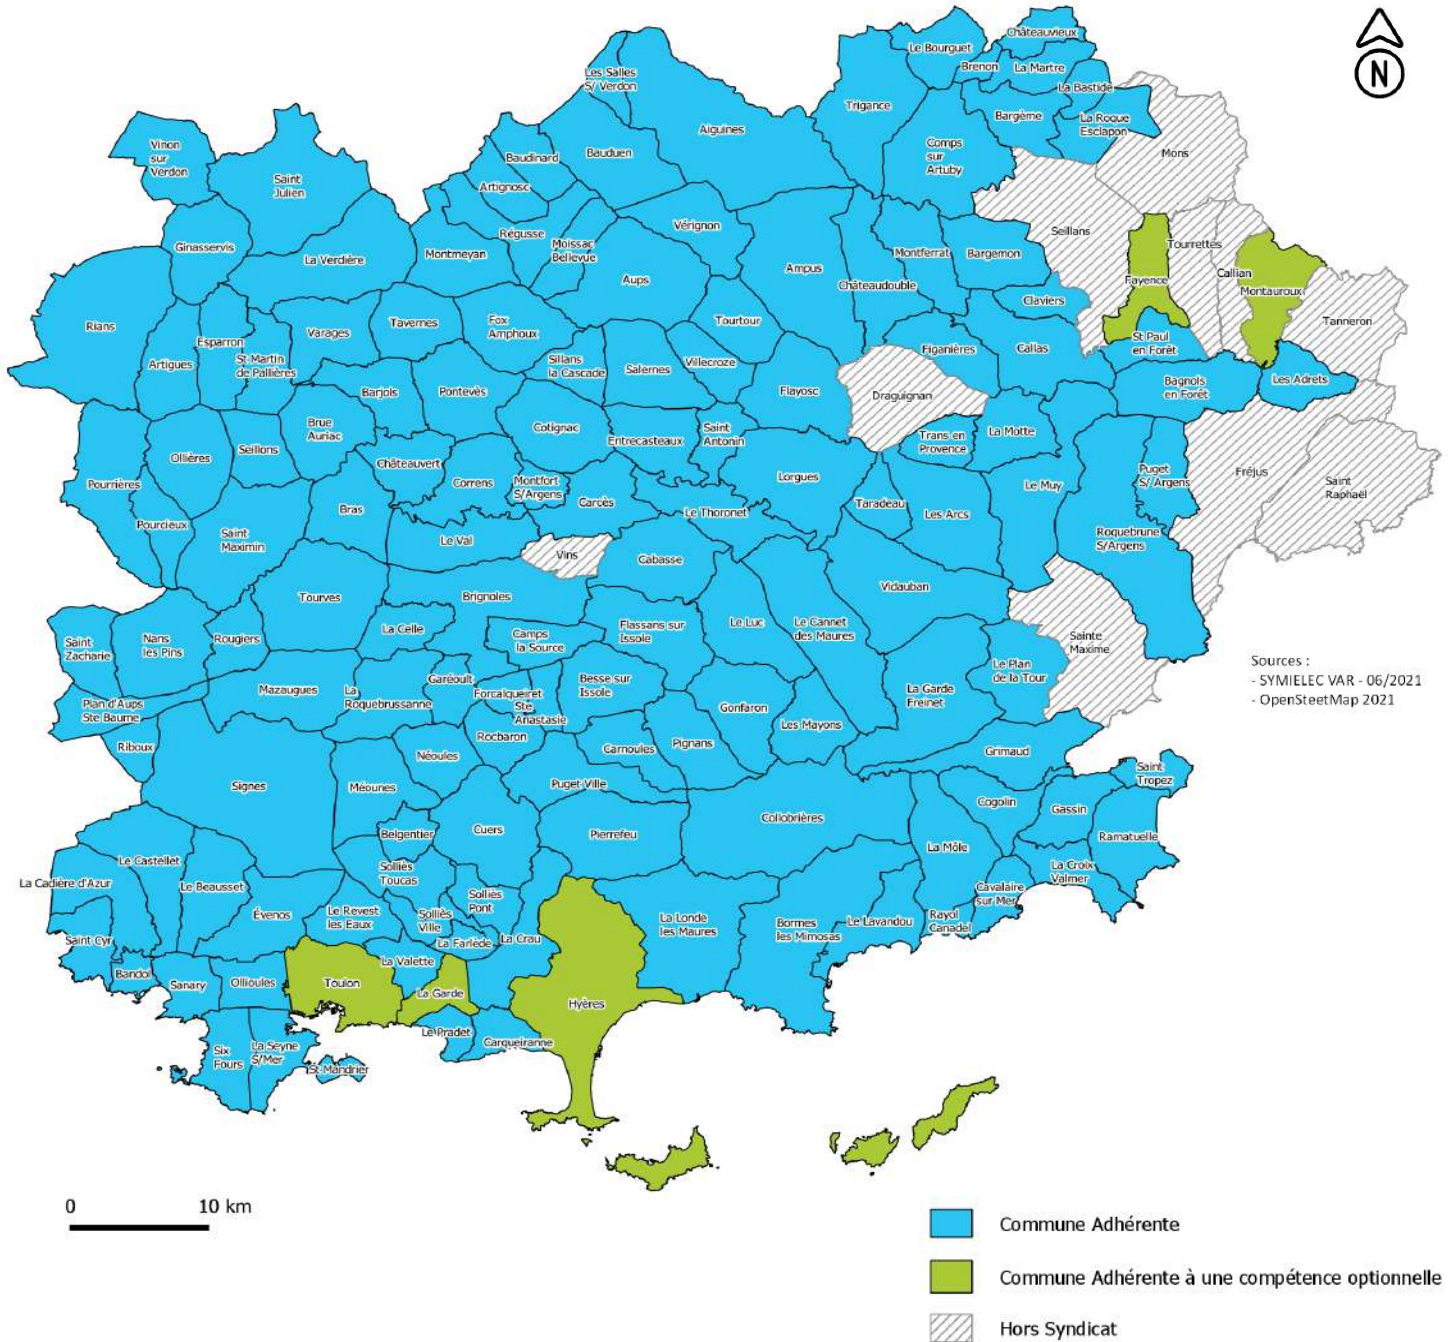 N
Châteauvieux
Le Bourguet
Brenon
La Martre
Les Salles
S/ Verdon
La Bastide
Trigance
Bargème
La Roque
Esclapon
Aiguines
Vinon
sur
Verdon
Baudinard
Bauduen
Comps
sur
Artuby
Mons
Saint
Julien
Artignosc
Vérignon
Seillans
Régusse
Moissac
Bellevue
Ginasservis
La Verdière
Montmeyan
Montferrat
Bargemon
Tourrettes
Aups
Ampus
Châteaudouble
Fayence
Callian
Montauroux
Claviers
Rians
Esparron
Varages
Tavernes
Fox
Amphoux
Tourtour
Tanneron
St Paul
en Forêt
Artigues
St Martin
de Pallières
Sillans
la Cascade
Salernes
Villecroze
Figanières
Callas
Barjols
Pontevès
Flayosc
Draguignan
Bagnols
en Forêt
Les Adrets
Brue
Auriac
Cotignac
Entrecasteaux
Saint
Antonin
Trans en
Provence
La Motte
Ollières
Seillons
Châteauvert
Correns
Montfort
S/Argens
Lorgues
Le Muy
Puget
S/ Argens
Fréjus
Saint
Raphaël
Pourrières
Carcès
Taradeau
Les Arcs
Pourcieux
Saint
Maximin
Bras
Le Thoronet
Le Val
Roquebrune
S/Argens
Vins
Cabasse
Vidauban
Tourves
Brignoles
La Celle
Camps
la Source
Flassans sur
Issole
Le Luc
Le Cannet
des Maures
Sainte
Maxime
Saint
Zacharie
Nans
les Pins
Rougiers
Le Plan
de la Tour
Sources :
- SYMIELEC VAR - 06/2021
- OpenSteetMap 2021
Mazaugues
La
Roquebrussanne
Garéoult
Forcalqueiret
Ste
Anastasie
Besse sur
Issole
La Garde
Freinet
Plan d'Aups
Ste Baume
Gonfaron
Les Mayons
Riboux
Rocbaron
Néoules
Carnoules
Pignans
Grimaud
Signes
Méounes
Puget Ville
Saint
Tropez
Cogolin
Gassin
Collobrières
Belgentier
Cuers
Pierrefeu
Ramatuelle
La Môle
Le Castellet
Solliès
Toucas
La Croix
Valmer
La Cadière d'Azur
Le Beausset
Solliès
Pont
Cavalaire
sur Mer
Évenos
Le Revest
les Eaux
Solliès
Ville
La Londe
les Maures
Bormes
les Mimosas
Le Lavandou
Rayol
Canadel
Saint Cyr
La Farlède
La Crau
La Valette
Bandol
Sanary
Ollioules
Toulon
La Garde
Hyères
Le Pradet
Carqueiranne
Six
Fours
La Seyne
S/Mer
St Mandrier
0 10 km
Commune Adhérente
Commune Adhérente à une compétence optionnelle
Hors Syndicat